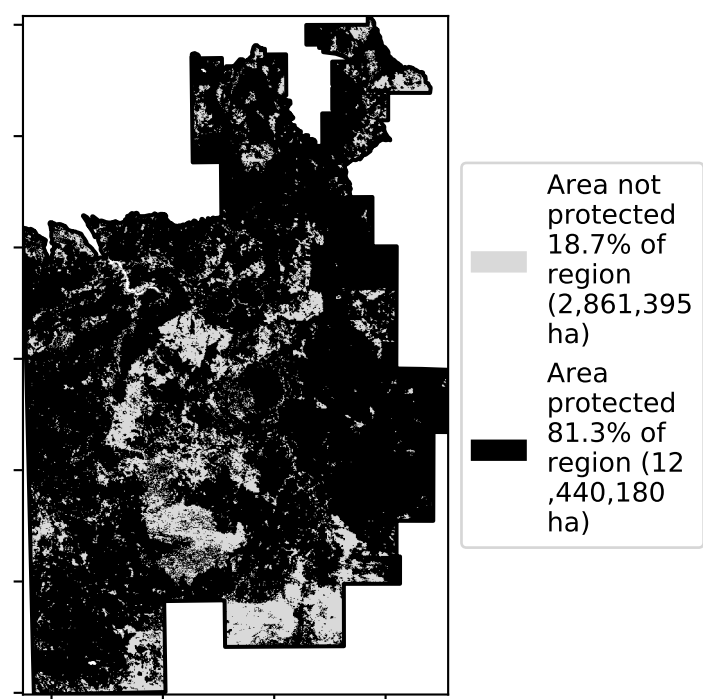 Area not
protected
18.7% of
region
(2,861,395
ha)
Area
protected
81.3% of
region (12
,440,180
ha)